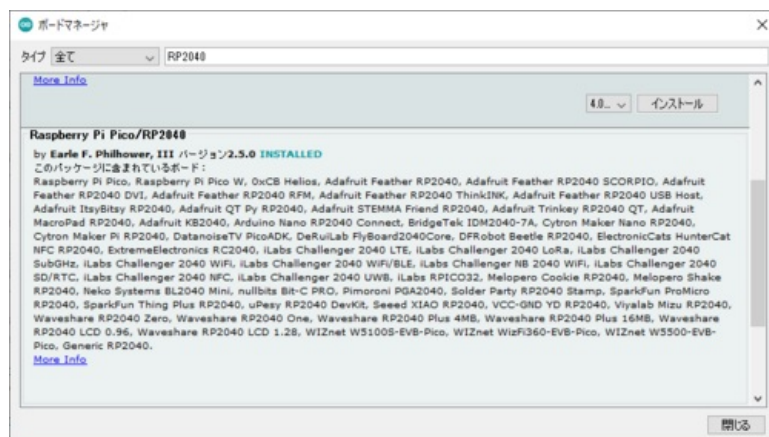 ボードマネージャ
タイプ 全て RP2040
More Info
4.0... インストール
Raspberry Pi Pico/RP2040
by Earle F. Philhower, III バージョン2.5.0 INSTALLED
このパッケージに含まれているボード:
Raspberry Pi Pico, Raspberry Pi Pico W, 0xCB Helios, Adafruit Feather RP2040, Adafruit Feather RP2040 SCORPIO, Adafruit
Feather RP2040 DVI, Adafruit Feather RP2040 RFM, Adafruit Feather RP2040 ThinkINK, Adafruit Feather RP2040 USB Host,
Adafruit ItsyBitsy RP2040, Adafruit QT Py RP2040, Adafruit STEMMA Friend RP2040, Adafruit Trinkey RP2040 QT, Adafruit
MacroPad RP2040, Adafruit KB2040, Arduino Nano RP2040 Connect, BridgeTek IDM2040-7A, Cytron Maker Nano RP2040,
Cytron Maker Pi RP2040, DatanoiseTV PicoADK, DeRuiLab FlyBoard2040Core, DFRobot Beetle RP2040, ElectronicCats HunterCat
NFC RP2040, ExtremeElectronics RC2040, iLabs Challenger 2040 LTE, iLabs Challenger 2040 LoRa, iLabs Challenger 2040
SubGHz, iLabs Challenger 2040 WiFi, iLabs Challenger 2040 WiFi/BLE, iLabs Challenger NB 2040 WiFi, iLabs Challenger 2040
SD/RTC, iLabs Challenger 2040 NFC, iLabs Challenger 2040 UWB, iLabs RPICO32, Melopero Cookie RP2040, Melopero Shake
RP2040, Neko Systems BL2040 Mini, nullbits Bit-C PRO, Pimoroni PGA2040, Solder Party RP2040 Stamp, SparkFun ProMicro
RP2040, SparkFun Thing Plus RP2040, uPesy RP2040 DevKit, Seeed XIAO RP2040, VCC-GND YD RP2040, Viyalab Mizu RP2040,
Waveshare RP2040 Zero, Waveshare RP2040 One, Waveshare RP2040 Plus 4MB, Waveshare RP2040 Plus 16MB, Waveshare
RP2040 LCD 0.96, Waveshare RP2040 LCD 1.28, WIZnet W5100S-EVB-Pico, WIZnet WizFi360-EVB-Pico, WIZnet W5500-EVB-
Pico, Generic RP2040.
More Info
閉じる